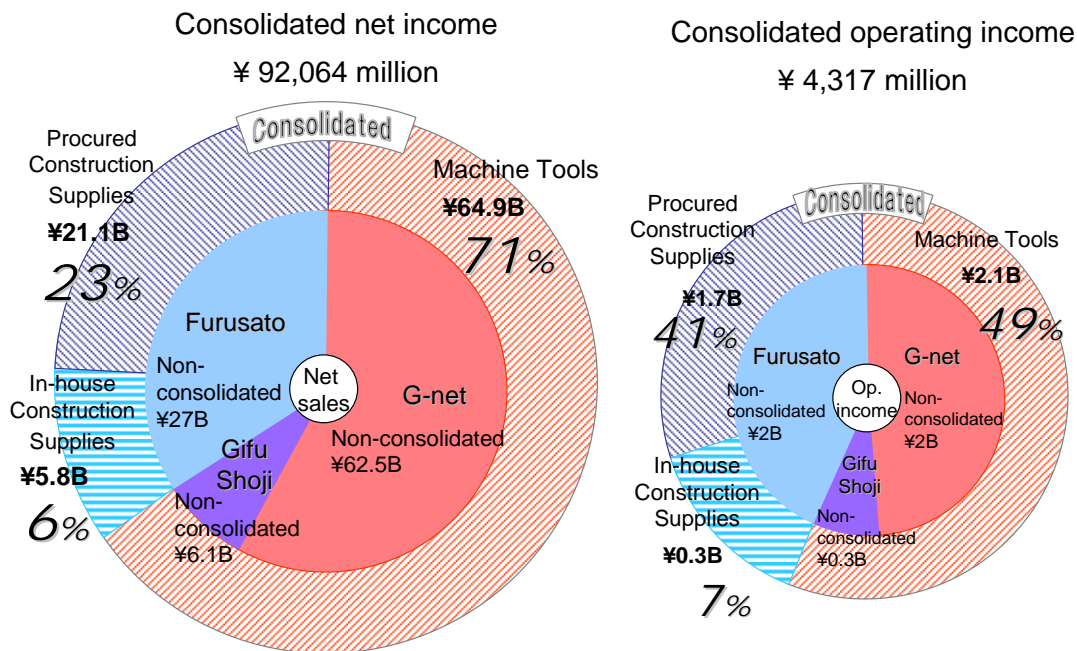 Consolidated net income
¥ 92,064 million
Consolidated
Procured
Construction
Supplies
¥21.1B
23%
Machine Tools
¥64.9B
71%
Furusato
Non-
consolidated
¥27B
Net
sales
G-net
Non-consolidated
¥62.5B
In-house
Construction
Supplies
¥5.8B
6%
Gifu
Shoji
Non-
consolidated
¥6.1B
Consolidated operating income
¥ 4,317 million
Consolidated
Procured
Construction
Supplies
¥1.7B
41%
Machine Tools
¥2.1B
49%
Furusato
Non-
consolidated
¥2B
Op.
income
G-net
Non-
consolidated
¥2B
In-house
Construction
Supplies
¥0.3B
7%
Gifu
Shoji
Non-
consolidated
¥0.3B